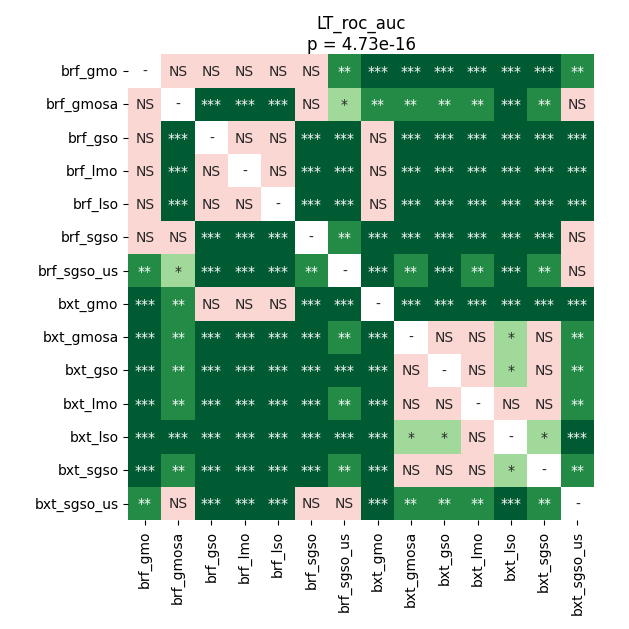 LT_roc_auc
p = 4.73e-16
brf_gmo - NS NS NS NS NS ** *** *** *** *** *** *** **
brf_gmosa NS - *** *** *** NS * ** ** ** ** *** ** NS
brf_gso NS *** - NS NS *** *** NS *** *** *** *** *** ***
brf_lmo NS *** NS - NS *** *** NS *** *** *** *** *** ***
brf_lso NS *** NS NS - *** *** NS *** *** *** *** *** ***
brf_sgso NS NS *** *** *** - ** *** *** *** *** *** *** NS
brf_sgso_us ** * *** *** *** ** - *** ** *** ** *** ** NS
bxt_gmo *** ** NS NS NS *** *** - *** *** *** *** *** ***
bxt_gmosa *** ** *** *** *** *** ** *** - NS NS * NS **
bxt_gso *** ** *** *** *** *** *** *** NS - NS * NS **
bxt_lmo *** ** *** *** *** *** ** *** NS NS - NS NS **
bxt_lso *** *** *** *** *** *** *** *** * * NS - * ***
bxt_sgso *** ** *** *** *** *** ** *** NS NS NS * - **
bxt_sgso_us ** NS *** *** *** NS NS *** ** ** ** *** ** -
brf_gmo brf_gmosa brf_gso brf_lmo brf_lso brf_sgso brf_sgso_us bxt_gmo bxt_gmosa bxt_gso bxt_lmo bxt_lso bxt_sgso bxt_sgso_us